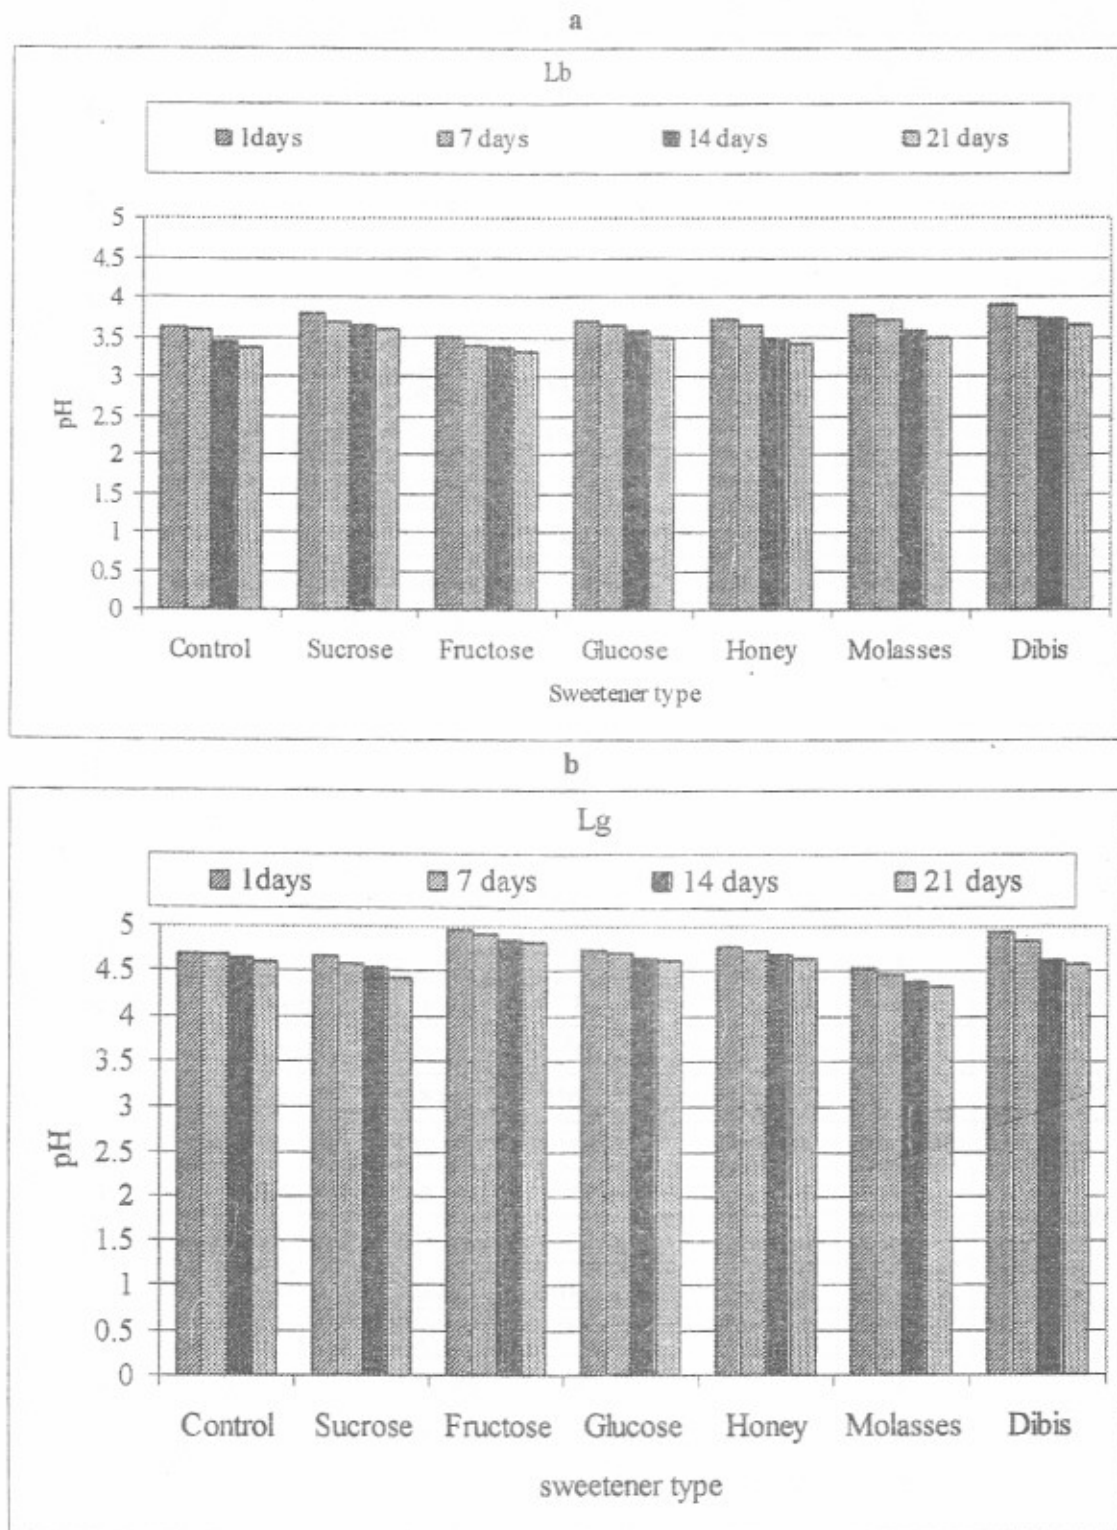 a
Lb
1days 7 days 14 days 21 days
5
4.5
4
3.5
3
2.5
2
1.5
1
0.5
0
pH
Control Sucrose Fructose Glucose Honey Molasses Dibis
Sweetener type
b
Lg
1days 7 days 14 days 21 days
5
4.5
4
3.5
3
2.5
2
1.5
1
0.5
0
pH
Control Sucrose Fructose Glucose Honey Molasses Dibis
sweetener type